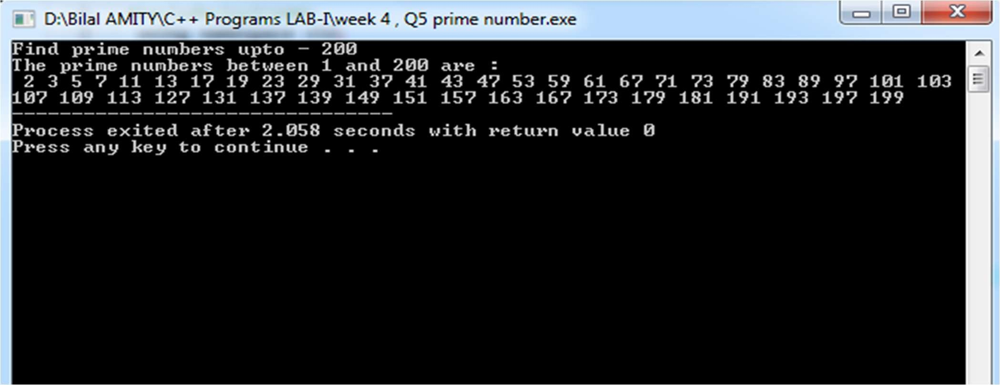 D:\Bilal AMITY\C++ Programs LAB-I\week 4 , Q5 prime number.exe
Find prime numbers upto - 200
The prime numbers between 1 and 200 are :
2 3 5 7 11 13 17 19 23 29 31 37 41 43 47 53 59 61 67 71 73 79 83 89 97 101 103
107 109 113 127 131 137 139 149 151 157 163 167 173 179 181 191 193 197 199
--------------------------------
Process exited after 2.058 seconds with return value 0
Press any key to continue . . .